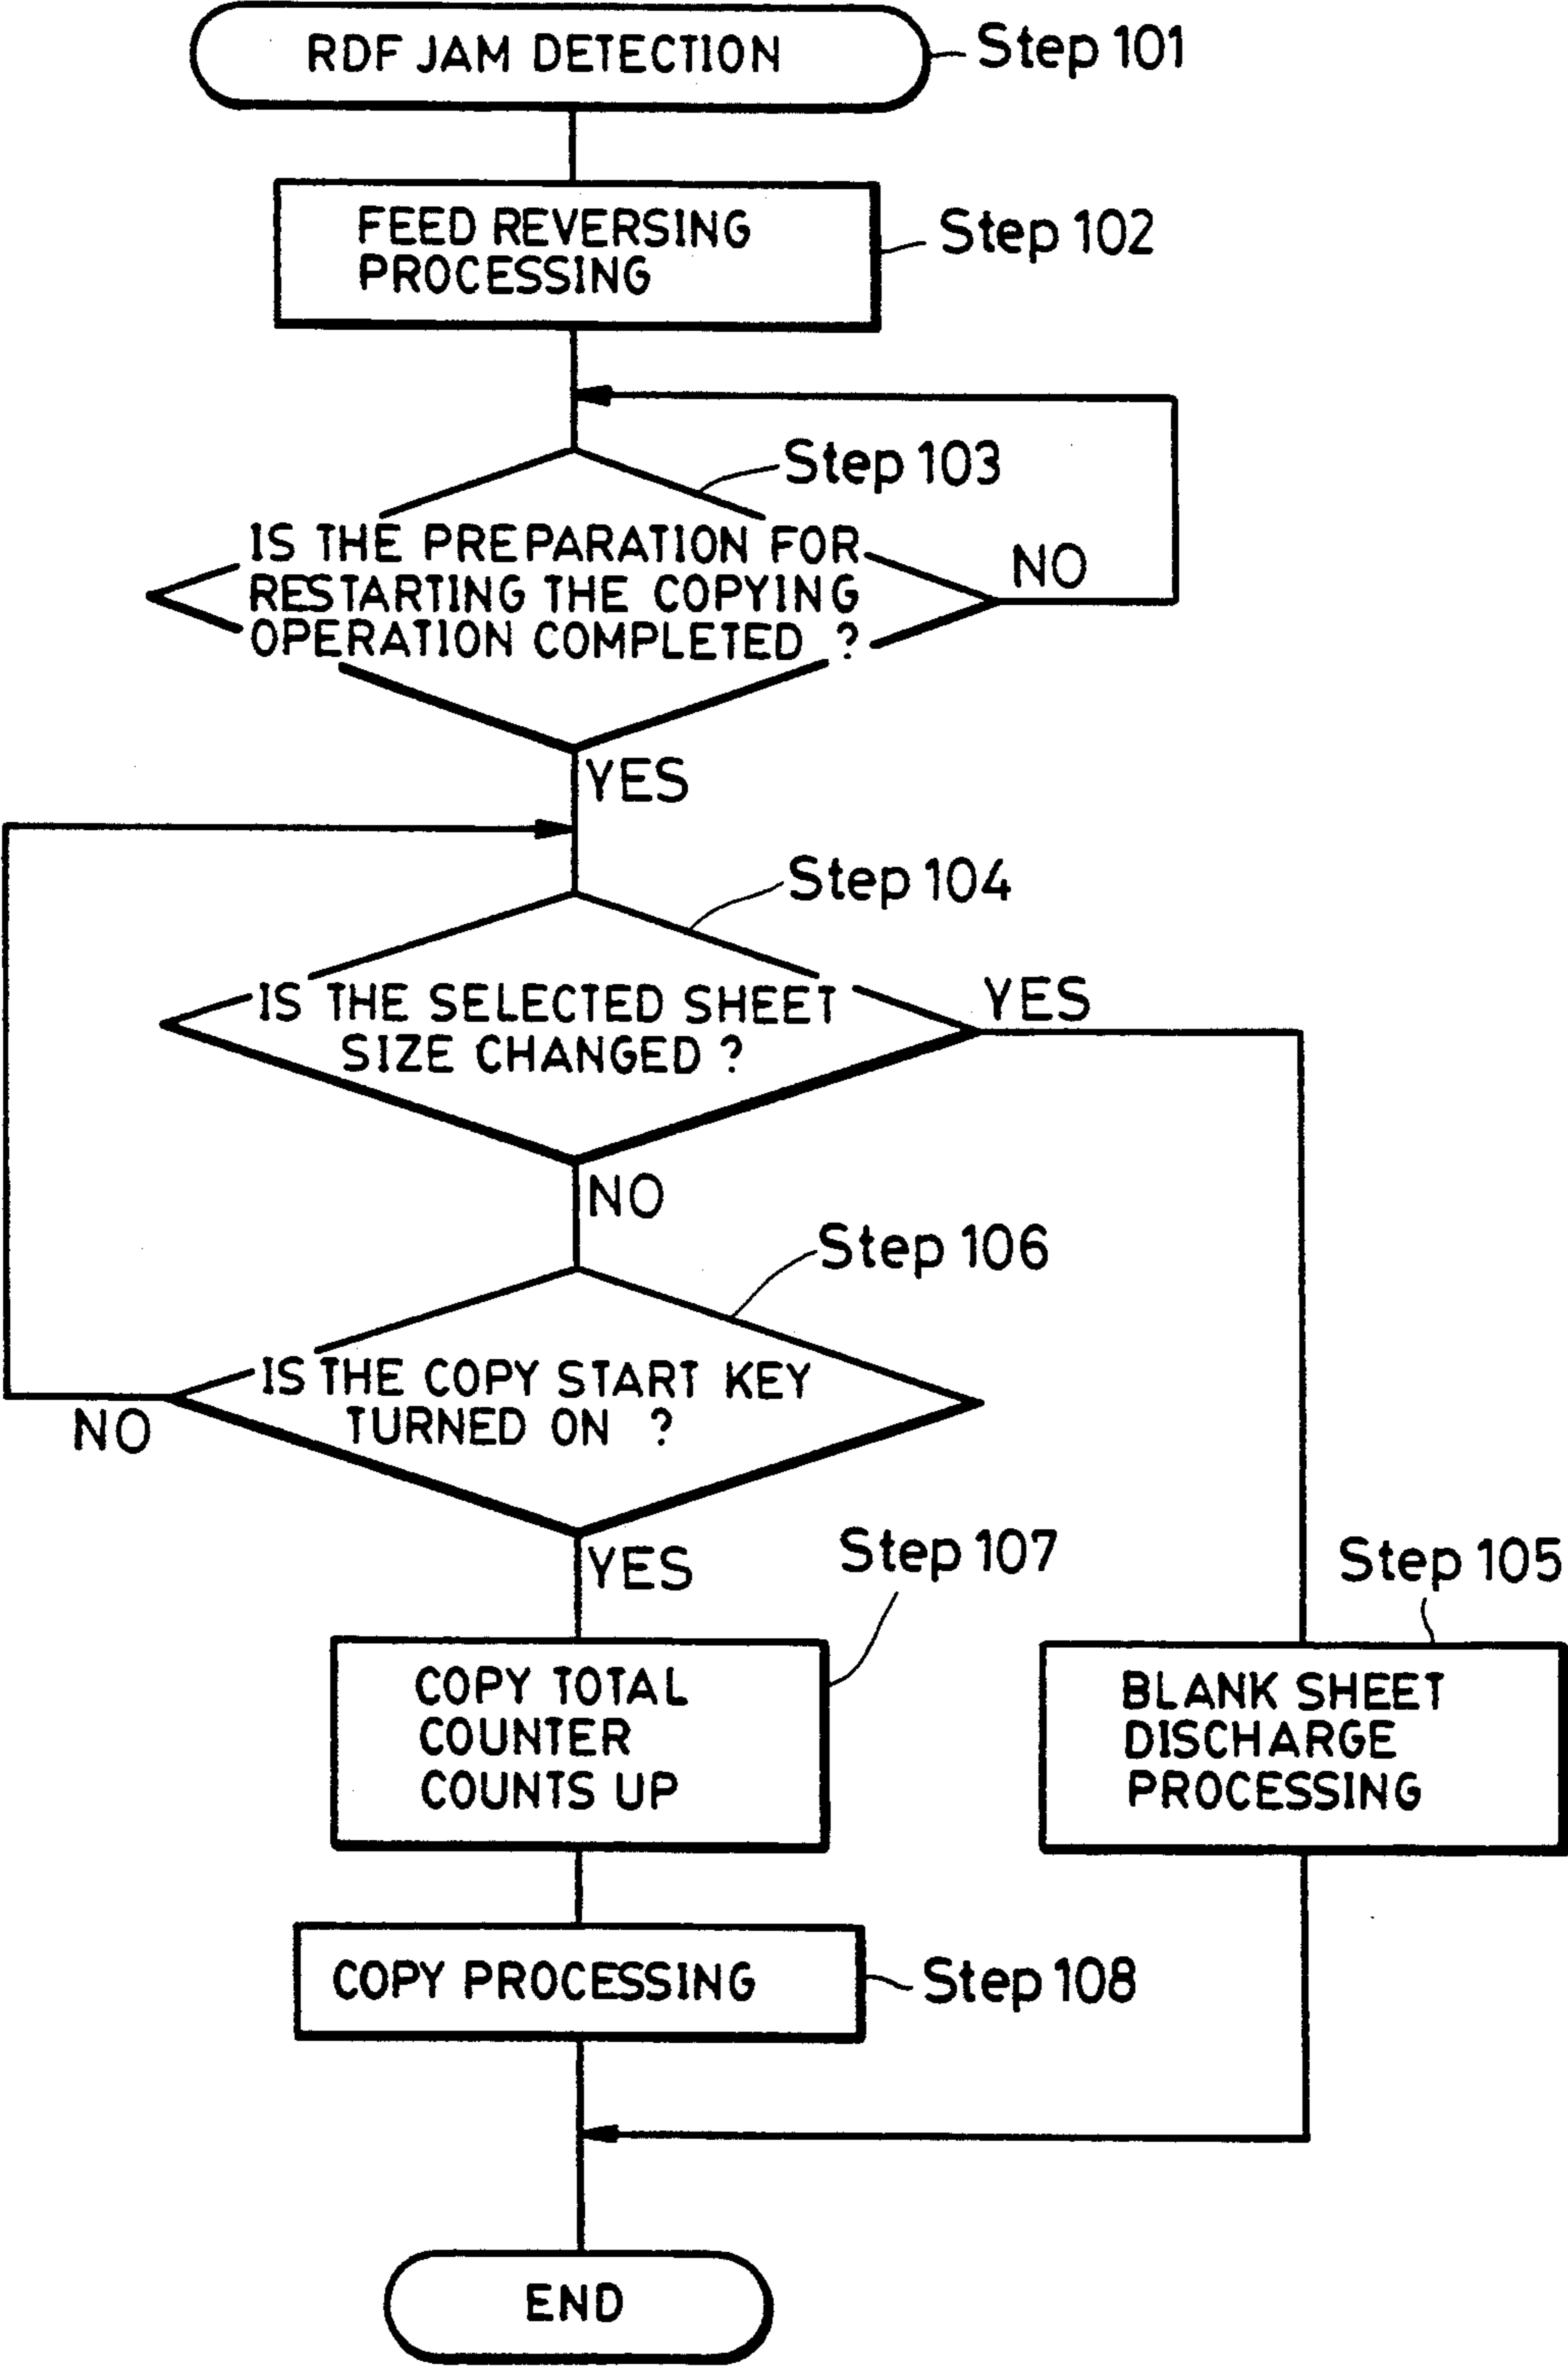 RDF JAM DETECTION
Step 101
FEED REVERSING
PROCESSING
Step 102
Step 103
IS THE PREPARATION FOR
RESTARTING THE COPYING
OPERATION COMPLETED ?
NO
YES
Step 104
IS THE SELECTED SHEET
SIZE CHANGED ?
YES
NO
Step 106
IS THE COPY START KEY
TURNED ON ?
NO
YES
Step 107
COPY TOTAL
COUNTER
COUNTS UP
Step 105
BLANK SHEET
DISCHARGE
PROCESSING
COPY PROCESSING
Step 108
END